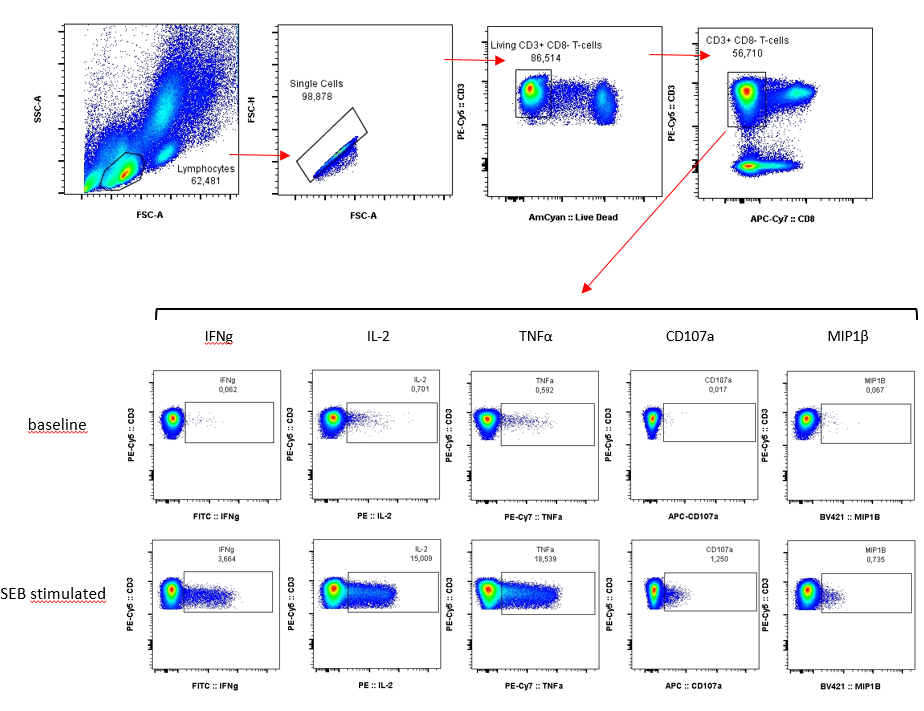 SSC-A
Lymphocytes
62,481
FSC-A
FSC-H
Single Cells
98,878
FSC-A
PE-Cy5 :: CD3
Living CD3+ CD8- T-cells
86,514
AmCyan :: Live Dead
PE-Cy5 :: CD3
CD3+ CD8- T-cells
56,710
APC-Cy7 :: CD8
IFNg
IL-2
TNFα
CD107a
MIP1β
baseline
PE-Cy5 :: CD3
IFNg
0,062
FITC :: IFNg
PE-Cy5 :: CD3
IL-2
0,701
PE :: IL-2
PE-Cy5 :: CD3
TNFa
0,592
PE-Cy7 :: TNFa
PE-Cy5 :: CD3
CD107a
0,017
APC-CD107a
PE-Cy5 :: CD3
MIP1B
0,067
BV421 :: MIP1B
SEB stimulated
PE-Cy5 :: CD3
IFNg
3,664
FITC :: IFNg
PE-Cy5 :: CD3
IL-2
15,009
PE :: IL-2
PE-Cy5 :: CD3
TNFa
18,539
PE-Cy7 :: TNFa
PE-Cy5 :: CD3
CD107a
1,250
APC :: CD107a
PE-Cy5 :: CD3
MIP1B
0,735
BV421 :: MIP1B